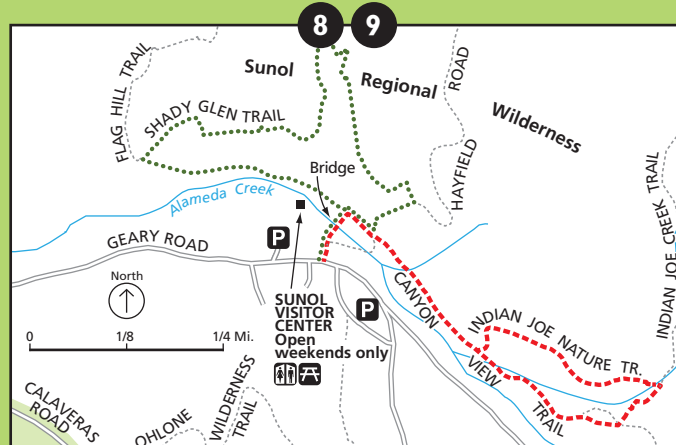 8 9
Sunol
Regional
Wilderness
FLAG HILL TRAIL
SHADY GLEN TRAIL
HAYFIELD ROAD
Bridge
Alameda Creek
INDIAN JOE CREEK TRAIL
GEARY ROAD
P
North
SUNOL
VISITOR
CENTER
Open
weekends only
P
CANYON VIEW TRAIL
INDIAN JOE NATURE TR.
0 1/8 1/4 Mi.
CALAVERAS
ROAD
OHLONE
WILDERNESS
TRAIL